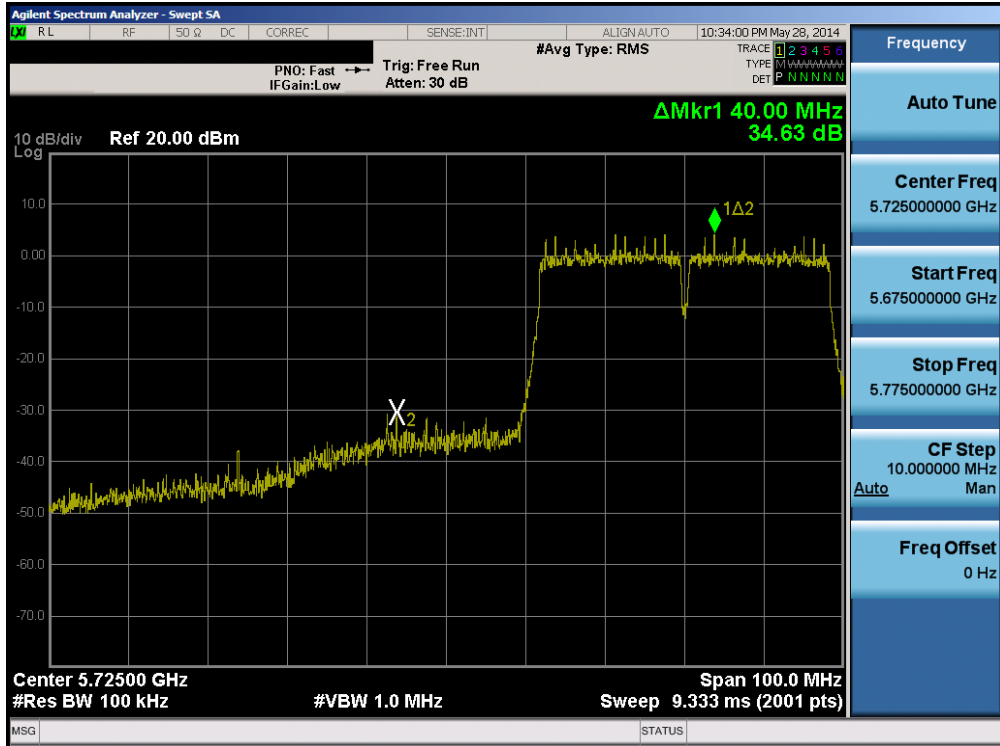 Agilent Spectrum Analyzer - Swept SA
LXI RL RF 50 Ω DC CORREC SENSE:INT ALIGN AUTO 10:34:00 PM May 28, 2014
#Avg Type: RMS TRACE 1 2 3 4 5 6
PNO: Fast Trig: Free Run TYPE M W W W W W
IFGain:Low Atten: 30 dB DET P N N N N N
ΔMkr1 40.00 MHz
34.63 dB
10 dB/div Ref 20.00 dBm
Log
10.0
0.00
-10.0
-20.0
-30.0
-40.0
-50.0
-60.0
-70.0
1Δ2
X2
Center 5.72500 GHz Span 100.0 MHz
#Res BW 100 kHz #VBW 1.0 MHz Sweep 9.333 ms (2001 pts)
MSG STATUS
Frequency
Auto Tune
Center Freq
5.725000000 GHz
Start Freq
5.675000000 GHz
Stop Freq
5.775000000 GHz
CF Step
10.000000 MHz
Auto Man
Freq Offset
0 Hz